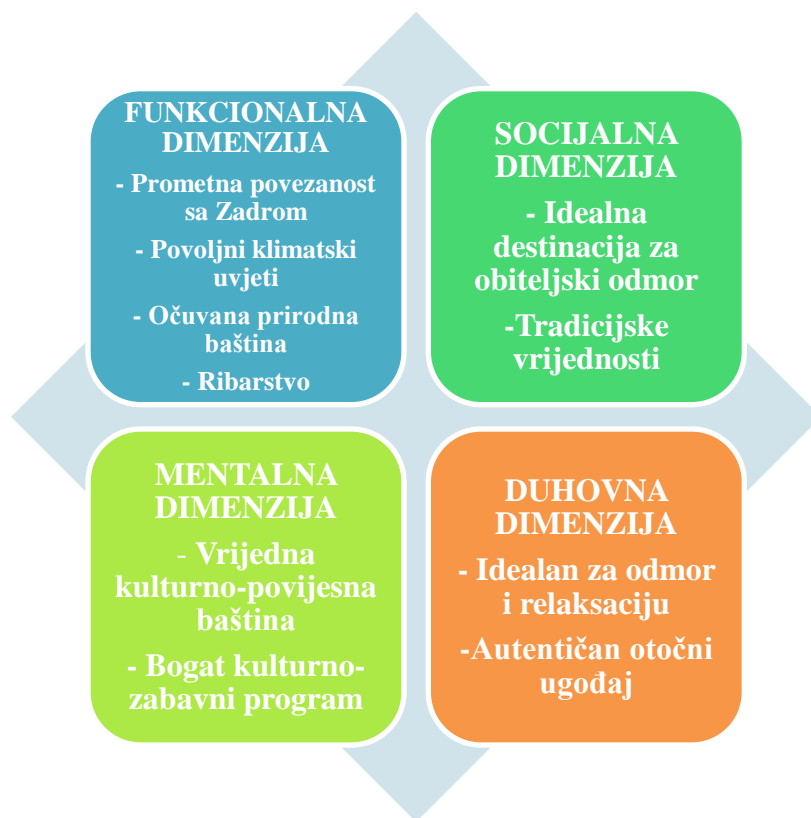 FUNKCIONALNA
DIMENZIJA
- Prometna povezanost
sa Zadrom
- Povoljni klimatski
uvjeti
- Očuvana prirodna
baština
- Ribarstvo
SOCIJALNA
DIMENZIJA
- Idealna
destinacija za
obiteljski odmor
-Tradicijske
vrijednosti
MENTALNA
DIMENZIJA
- Vrijedna
kulturno-povijesna
baština
- Bogat kulturno-
zabavni program
DUHOVNA
DIMENZIJA
- Idealan za odmor
i relaksaciju
-Autentičan otočni
ugođaj